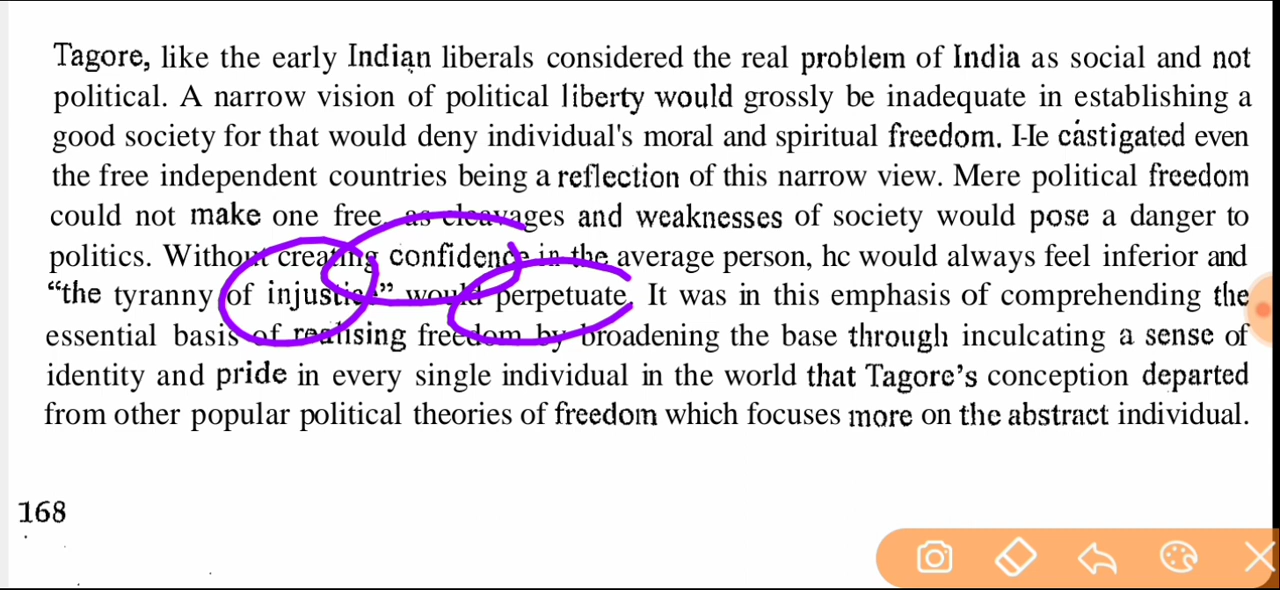 Tagore, like the early Indian liberals considered the real problem of India as social and not
political. A narrow vision of political liberty would grossly be inadequate in establishing a
good society for that would deny individual's moral and spiritual freedom. He cástigated even
the free independent countries being a reflection of this narrow view. Mere political freedom
could not make one free, as cleavages and weaknesses of society would pose a danger to
politics. Without creating confidence in the average person, hc would always feel inferior and
“the tyranny of injustice” would perpetuate. It was in this emphasis of comprehending the
essential basis of realising freedom by broadening the base through inculcating a sense of
identity and pride in every single individual in the world that Tagore's conception departed
from other popular political theories of freedom which focuses more on the abstract individual.
168